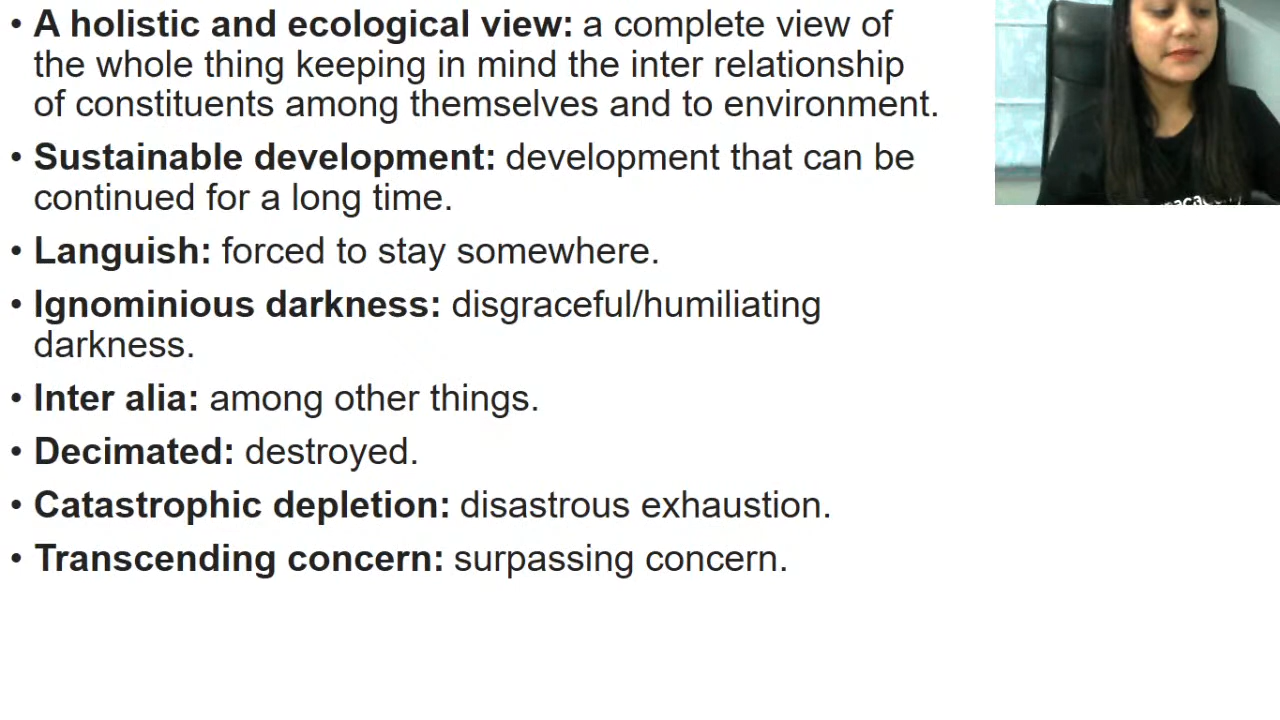 • A holistic and ecological view: a complete view of
the whole thing keeping in mind the inter relationship
of constituents among themselves and to environment.
• Sustainable development: development that can be
continued for a long time.
• Languish: forced to stay somewhere.
• Ignominious darkness: disgraceful/humiliating
darkness.
• Inter alia: among other things.
• Decimated: destroyed.
• Catastrophic depletion: disastrous exhaustion.
• Transcending concern: surpassing concern.